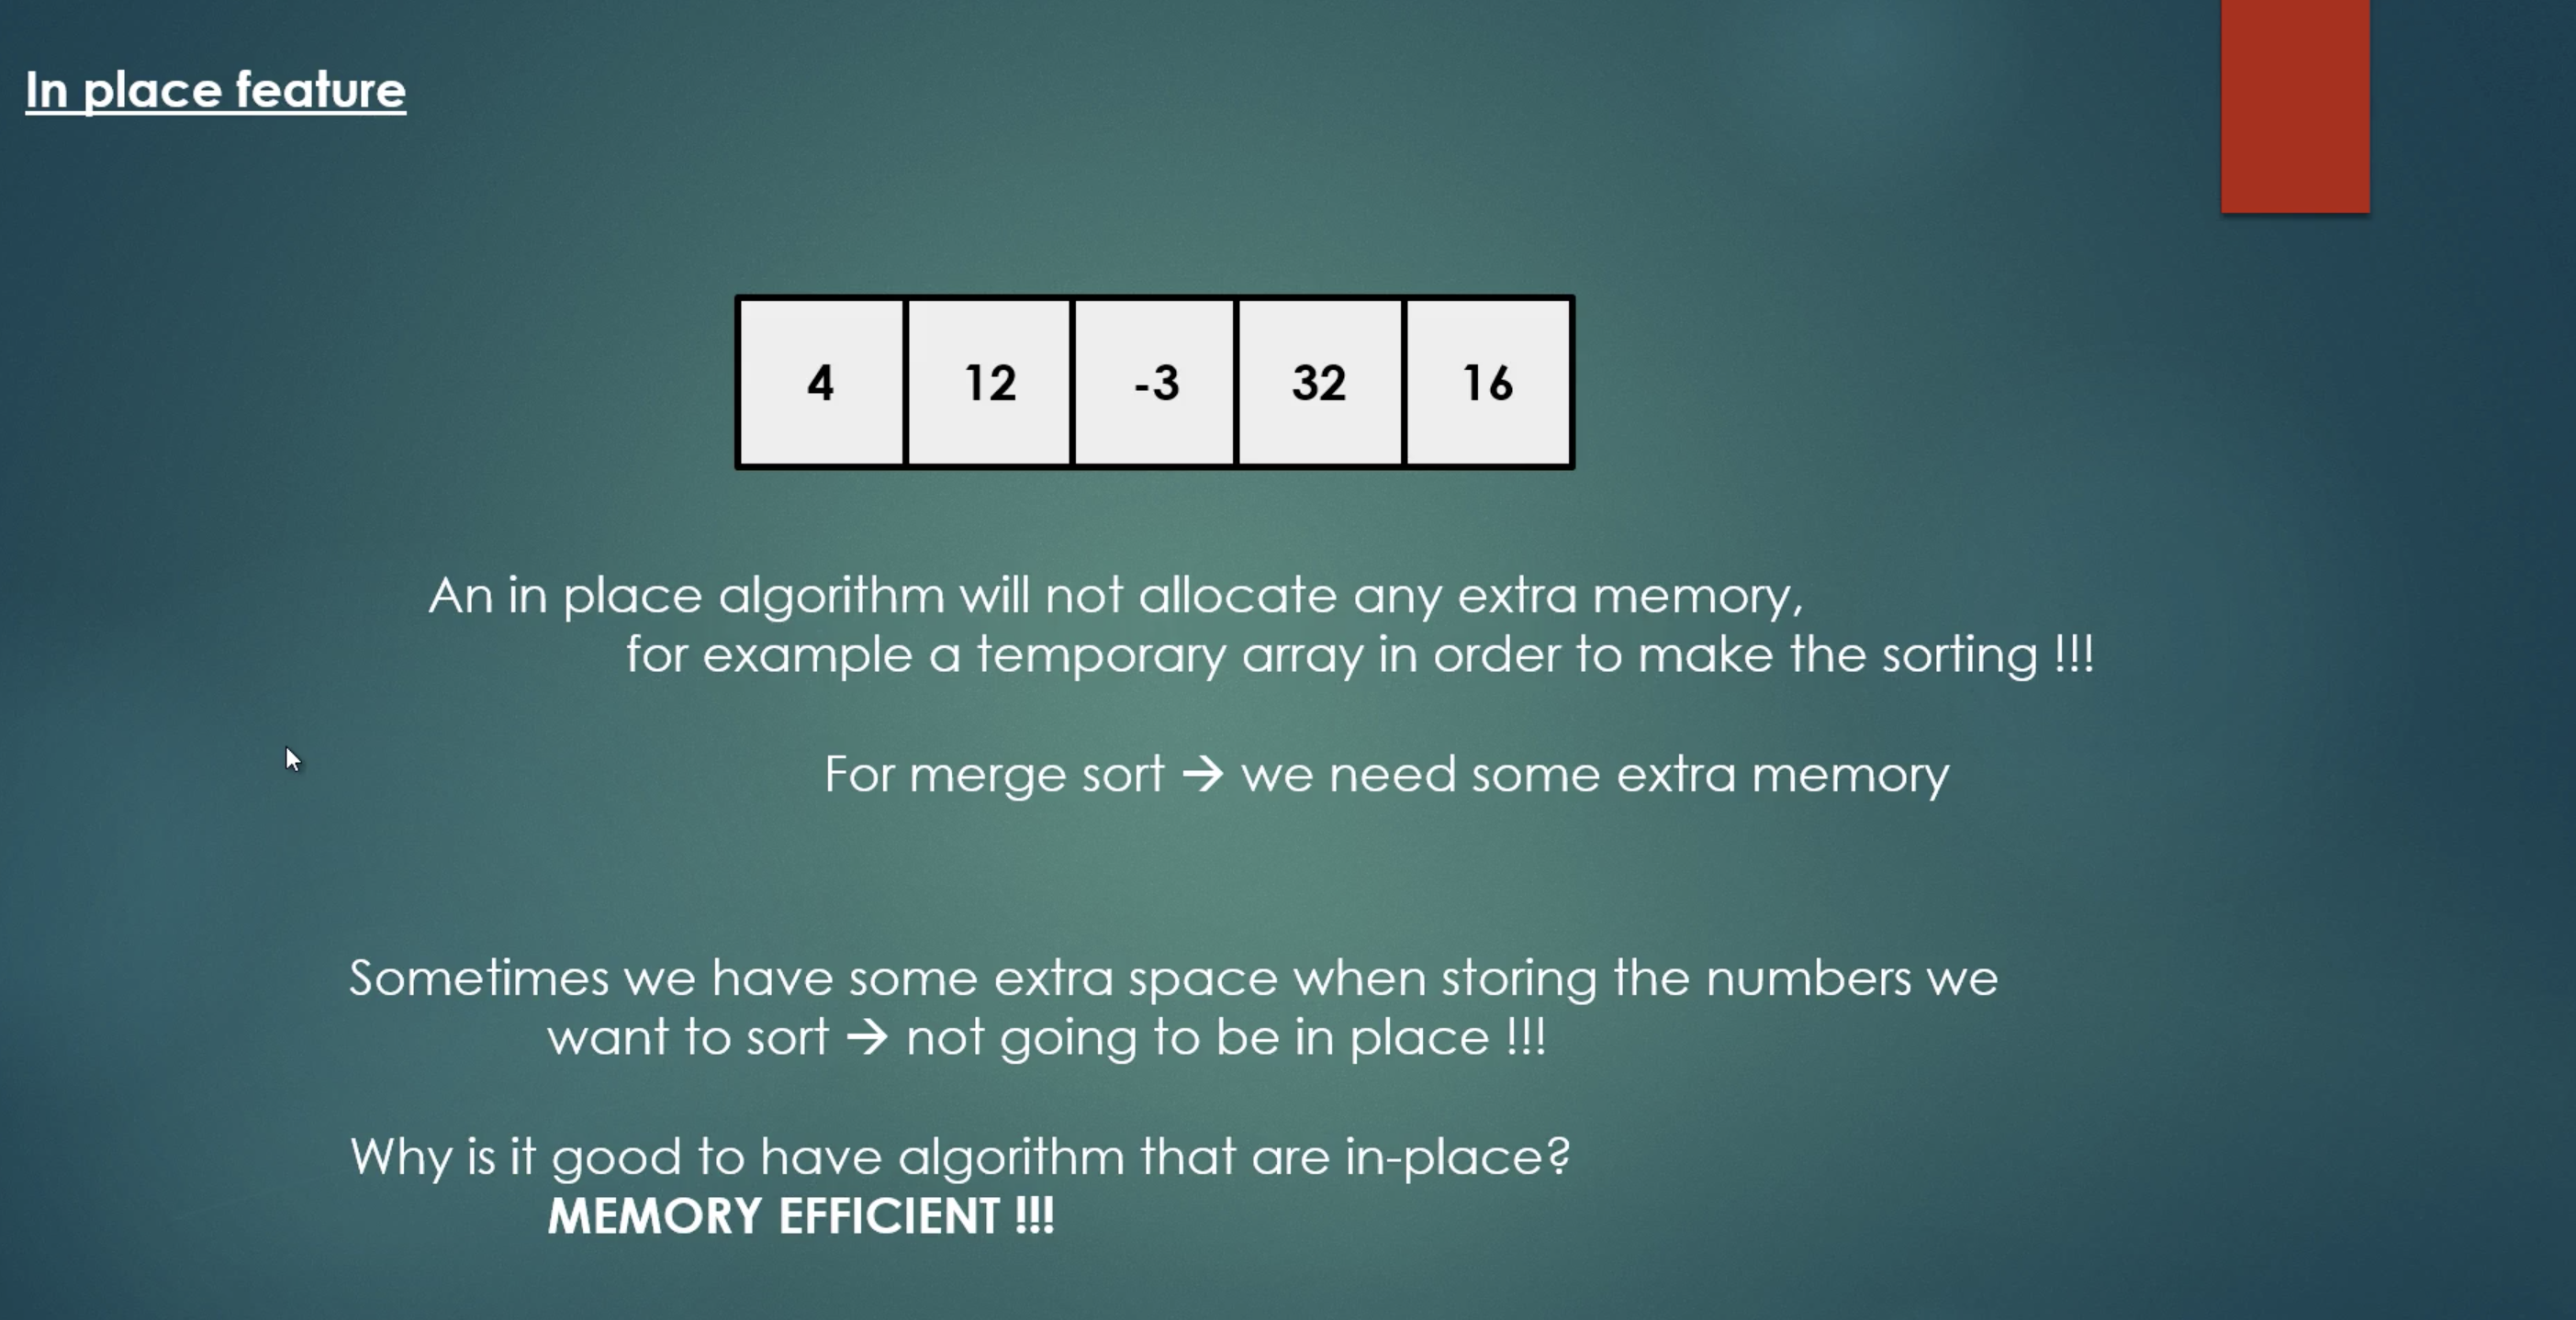 In place feature
4 12 -3 32 16
An in place algorithm will not allocate any extra memory,
for example a temporary array in order to make the sorting !!!
For merge sort → we need some extra memory
Sometimes we have some extra space when storing the numbers we
want to sort → not going to be in place !!!
Why is it good to have algorithm that are in-place?
MEMORY EFFICIENT !!!